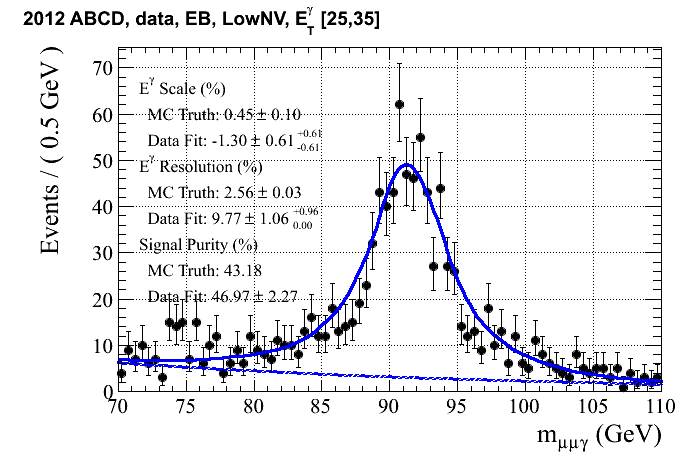 2012 ABCD, data, EB, LowNV, E_T^γ [25,35]
Events / ( 0.5 GeV )
70
60
50
40
30
20
10
0
E^γ Scale (%)
MC Truth: 0.45 ± 0.10
Data Fit: -1.30 ± 0.61 +0.61 -0.61
E^γ Resolution (%)
MC Truth: 2.56 ± 0.03
Data Fit: 9.77 ± 1.06 +0.96 0.00
Signal Purity (%)
MC Truth: 43.18
Data Fit: 46.97 ± 2.27
70 75 80 85 90 95 100 105 110
m_μμγ (GeV)